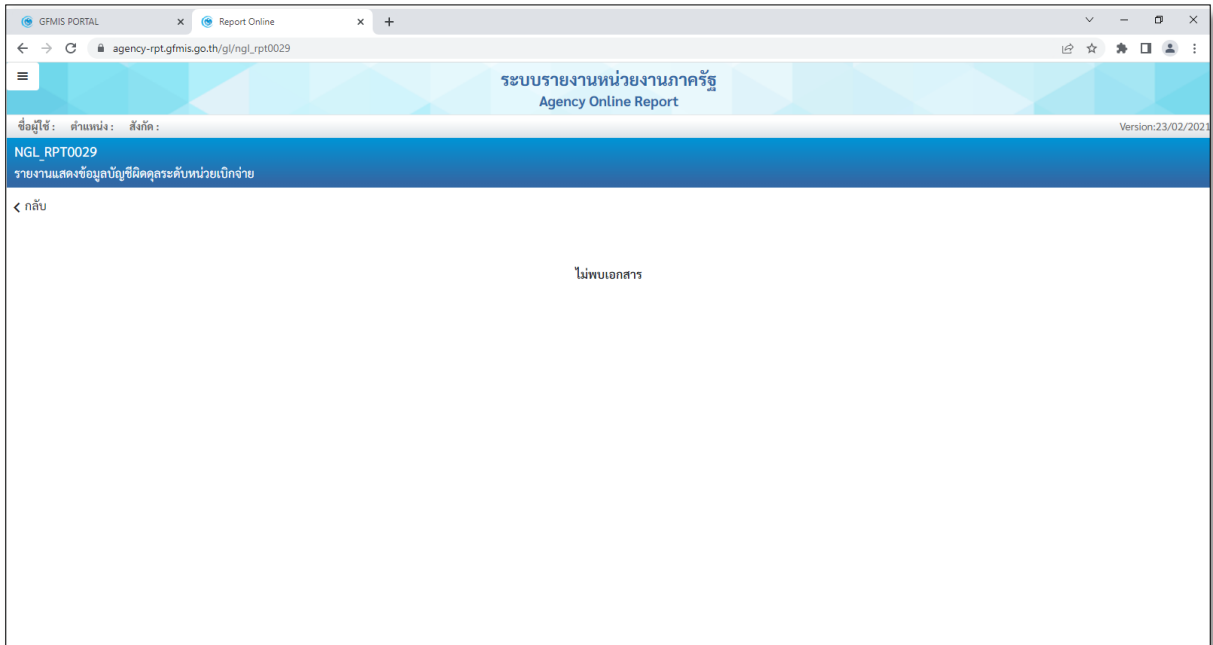 GFMIS PORTAL
Report Online
agency-rpt.gfmis.go.th/gl/ngl_rpt0029
ระบบรายงานหน่วยงานภาครัฐ
Agency Online Report
ชื่อผู้ใช้ : ตำแหน่ง : สังกัด : Version:23/02/2021
NGL_RPT0029
รายงานแสดงข้อมูลบัญชีผิดดุลระดับหน่วยเบิกจ่าย
กลับ
ไม่พบเอกสาร